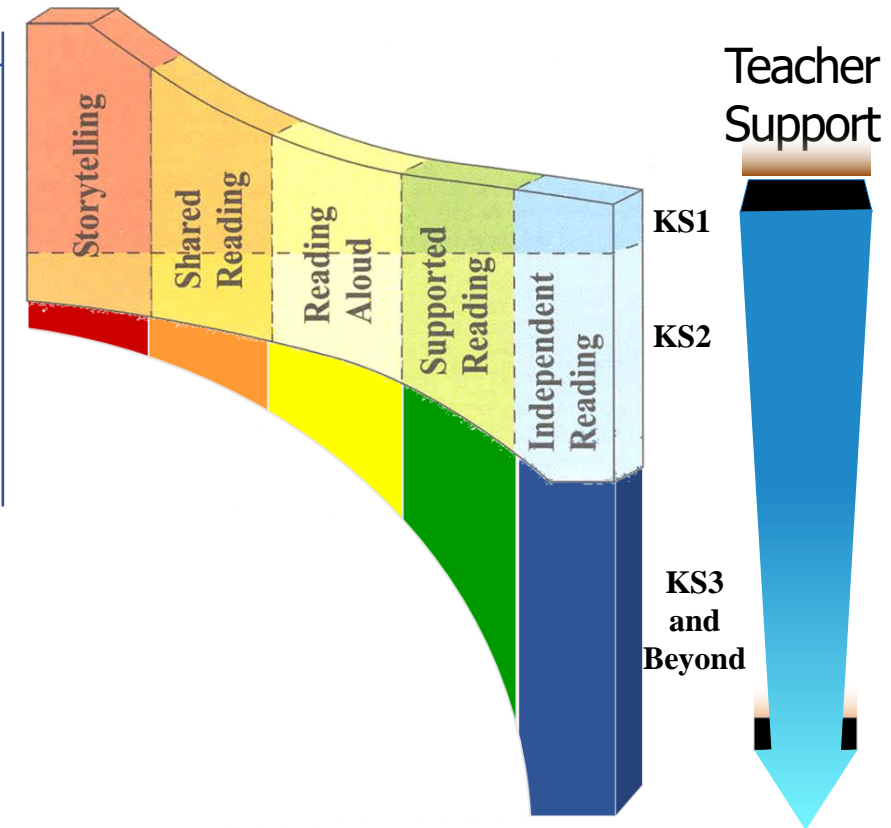 Teacher
Support
Storytelling
Shared
Reading
Reading
Aloud
Supported
Reading
Independent
Reading
KS1
KS2
KS3
and
Beyond